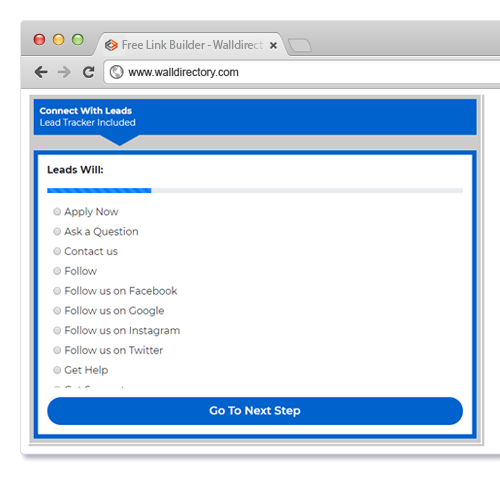 Free Link Builder - Walldirect
www.walldirectory.com
Connect With Leads
Lead Tracker Included
Leads Will:
Apply Now
Ask a Question
Contact us
Follow
Follow us on Facebook
Follow us on Google
Follow us on Instagram
Follow us on Twitter
Get Help
Go To Next Step